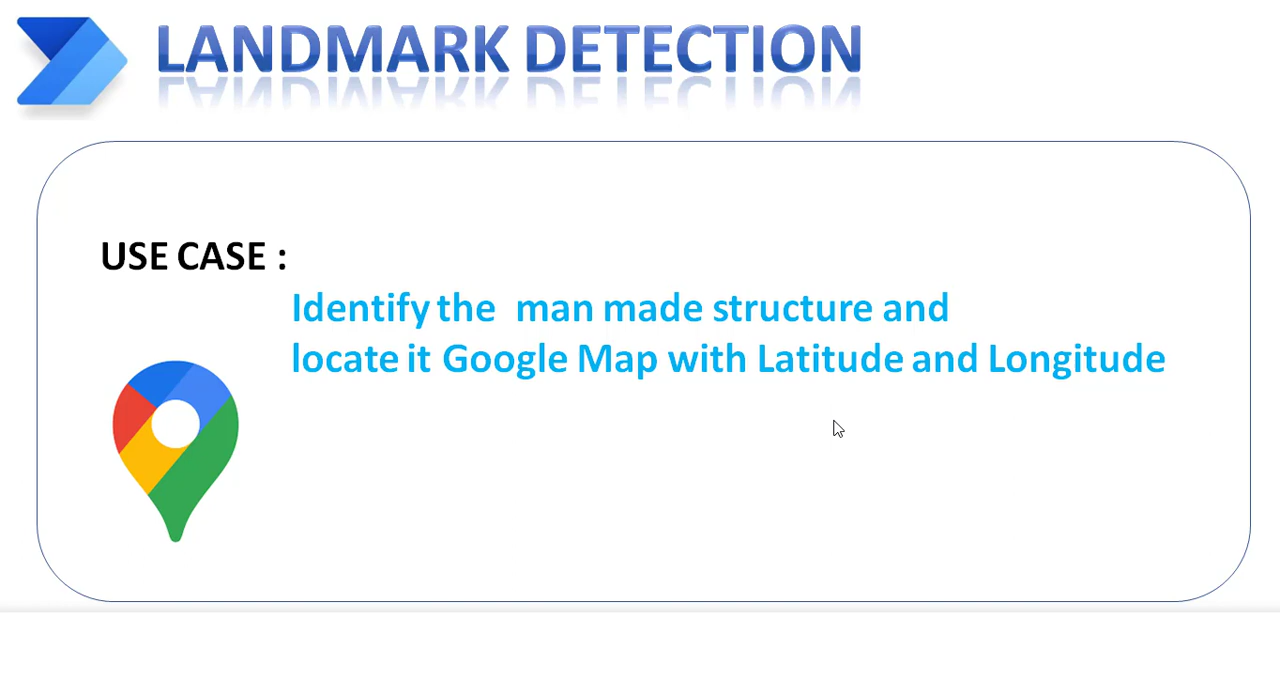 LANDMARK DETECTION
USE CASE :
Identify the man made structure and
locate it Google Map with Latitude and Longitude